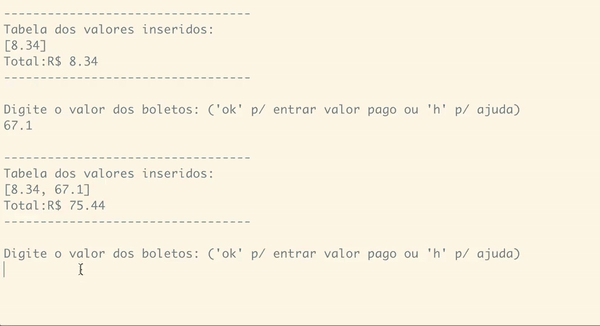 ----------------------------------
Tabela dos valores inseridos:
[8.34]
Total:R$ 8.34
----------------------------------
Digite o valor dos boletos: ('ok' p/ entrar valor pago ou 'h' p/ ajuda)
67.1
----------------------------------
Tabela dos valores inseridos:
[8.34, 67.1]
Total:R$ 75.44
----------------------------------
Digite o valor dos boletos: ('ok' p/ entrar valor pago ou 'h' p/ ajuda)